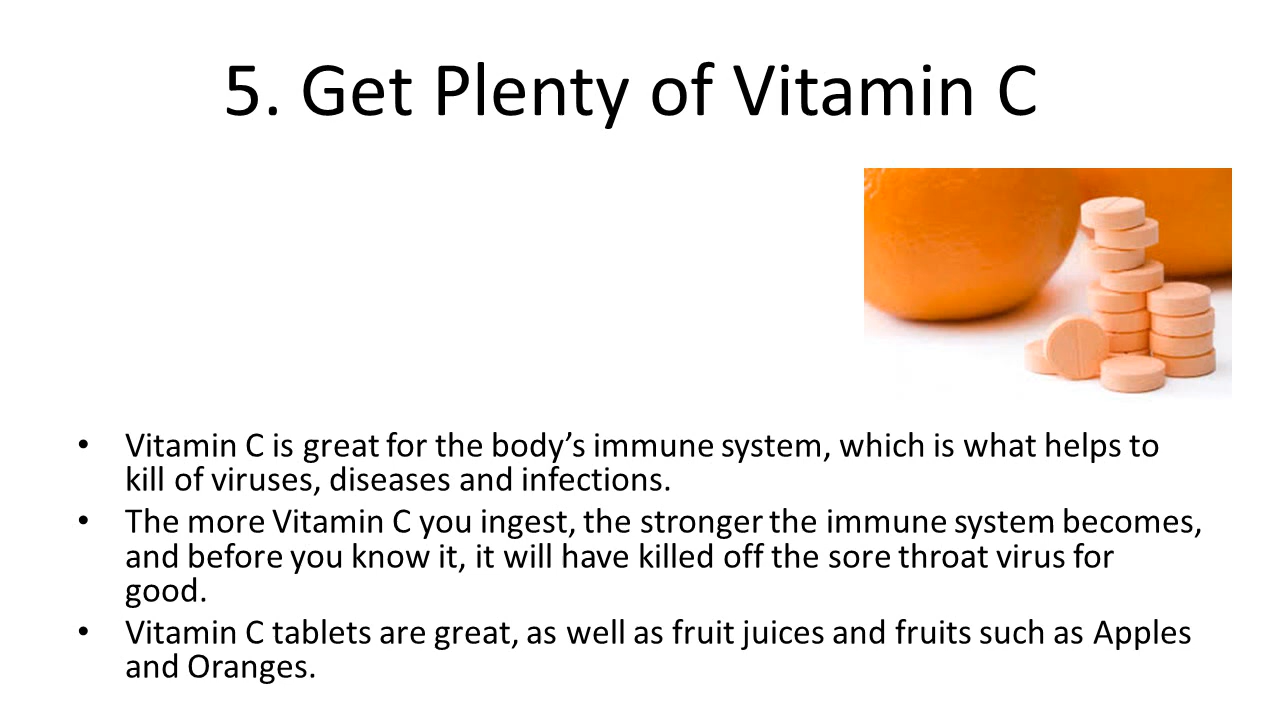 5. Get Plenty of Vitamin C
• Vitamin C is great for the body’s immune system, which is what helps to
kill of viruses, diseases and infections.
• The more Vitamin C you ingest, the stronger the immune system becomes,
and before you know it, it will have killed off the sore throat virus for
good.
• Vitamin C tablets are great, as well as fruit juices and fruits such as Apples
and Oranges.